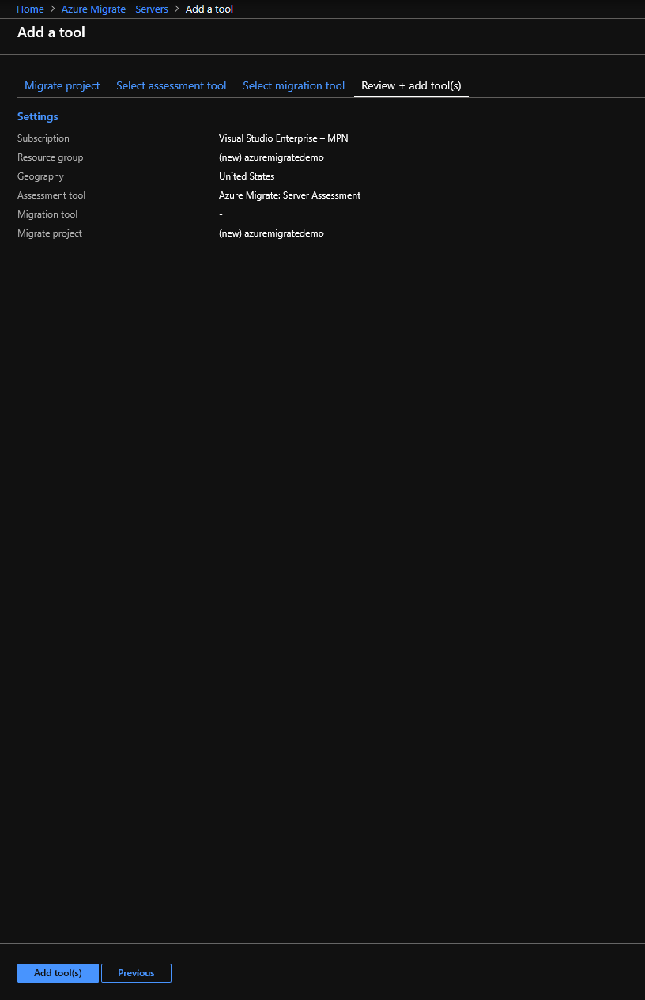 Home > Azure Migrate - Servers > Add a tool
Add a tool
Migrate project Select assessment tool Select migration tool Review + add tool(s)
Settings
Subscription Visual Studio Enterprise – MPN
Resource group (new) azuremigratedemo
Geography United States
Assessment tool Azure Migrate: Server Assessment
Migration tool -
Migrate project (new) azuremigratedemo
Add tool(s) Previous